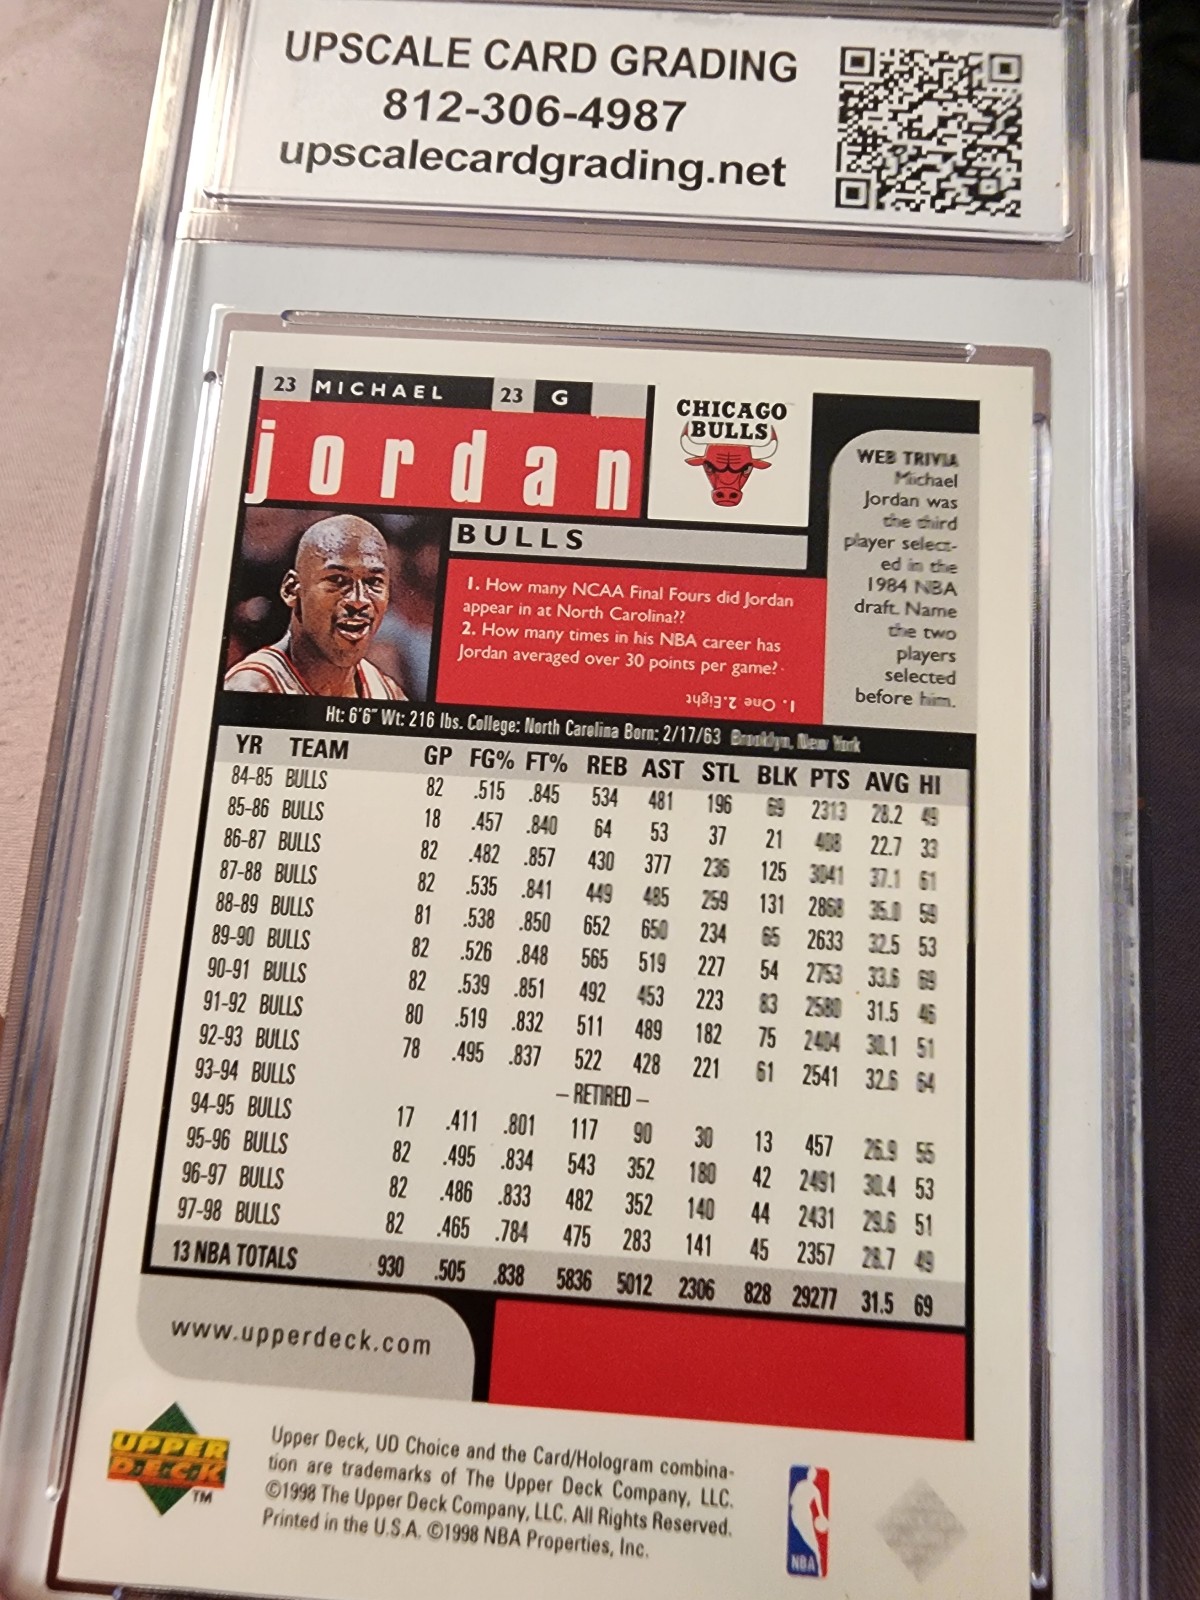 UPSCALE CARD GRADING
812-306-4987
upscalecardgrading.net
23 MICHAEL 23 G
jordan
CHICAGO
BULLS
BULLS
1. How many NCAA Final Fours did Jordan
appear in at North Carolina??
2. How many times in his NBA career has
Jordan averaged over 30 points per game?
1. One 2.Eight
WEB TRIVIA
Michael
Jordan was
the third
player select-
ed in the
1984 NBA
draft. Name
the two
players
selected
before him.
Ht: 6'6" Wt: 216 lbs. College: North Carolina Born: 2/17/63 Brooklyn, New York
YR TEAM GP FG% FT% REB AST STL BLK PTS AVG HI
84-85 BULLS 82 .515 .845 534 481 196 69 2313 28.2 49
85-86 BULLS 18 .457 .840 64 53 37 21 408 22.7 33
86-87 BULLS 82 .482 .857 430 377 236 125 3041 37.1 61
87-88 BULLS 82 .535 .841 449 485 259 131 2868 35.0 59
88-89 BULLS 81 .538 .850 652 650 234 65 2633 32.5 53
89-90 BULLS 82 .526 .848 565 519 227 54 2753 33.6 69
90-91 BULLS 82 .539 .851 492 453 223 83 2580 31.5 46
91-92 BULLS 80 .519 .832 511 489 182 75 2404 30.1 51
92-93 BULLS 78 .495 .837 522 428 221 61 2541 32.6 64
93-94 BULLS – RETIRED –
94-95 BULLS 17 .411 .801 117 90 30 13 457 26.9 55
95-96 BULLS 82 .495 .834 543 352 180 42 2491 30.4 53
96-97 BULLS 82 .486 .833 482 352 140 44 2431 29.6 51
97-98 BULLS 82 .465 .784 475 283 141 45 2357 28.7 49
13 NBA TOTALS 930 .505 .838 5836 5012 2306 828 29277 31.5 69
www.upperdeck.com
UPPER
DECK
TM
Upper Deck, UD Choice and the Card/Hologram combina-
tion are trademarks of The Upper Deck Company, LLC.
©1998 The Upper Deck Company, LLC. All Rights Reserved.
Printed in the U.S.A. ©1998 NBA Properties, Inc.
NBA